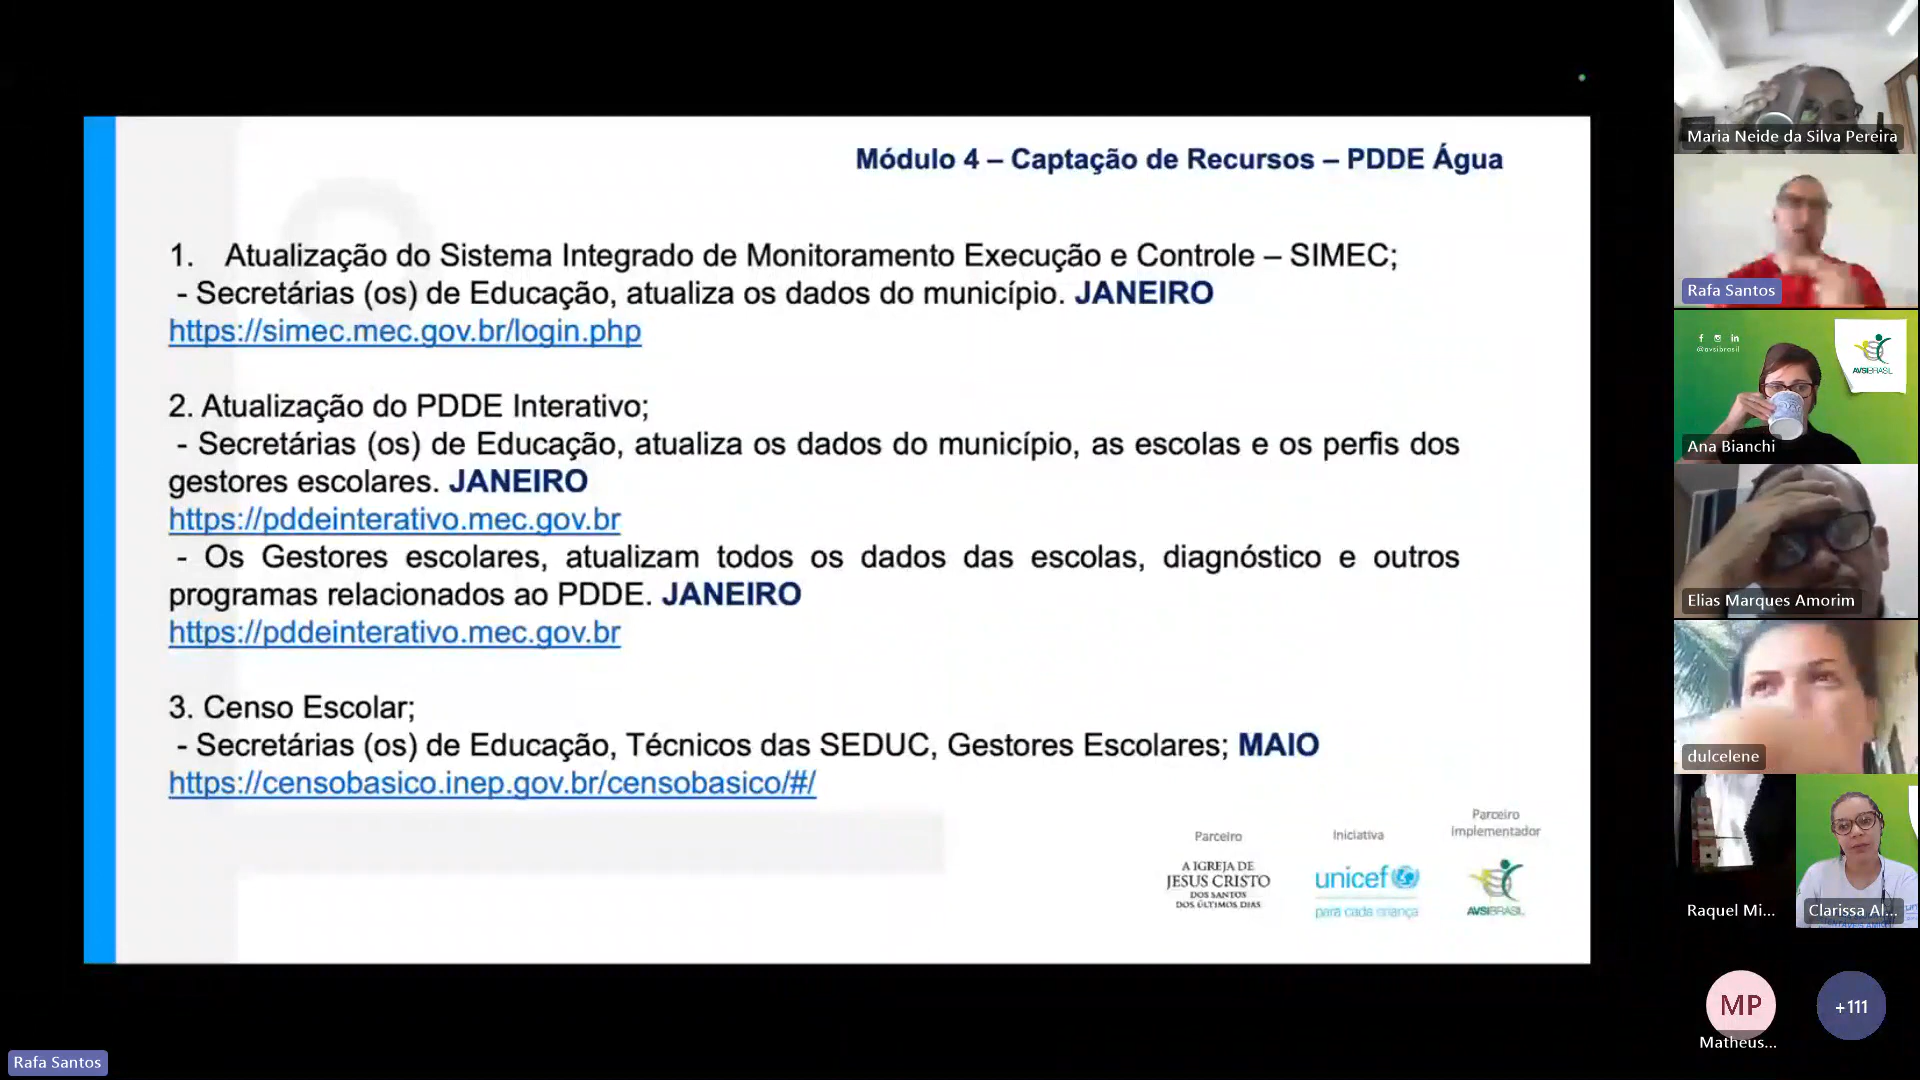 Módulo 4 – Captação de Recursos – PDDE Água
1. Atualização do Sistema Integrado de Monitoramento Execução e Controle – SIMEC;
- Secretárias (os) de Educação, atualiza os dados do município. JANEIRO
https://simec.mec.gov.br/login.php
2. Atualização do PDDE Interativo;
- Secretárias (os) de Educação, atualiza os dados do município, as escolas e os perfis dos
gestores escolares. JANEIRO
https://pddeinterativo.mec.gov.br
- Os Gestores escolares, atualizam todos os dados das escolas, diagnóstico e outros
programas relacionados ao PDDE. JANEIRO
https://pddeinterativo.mec.gov.br
3. Censo Escolar;
- Secretárias (os) de Educação, Técnicos das SEDUC, Gestores Escolares; MAIO
https://censobasico.inep.gov.br/censobasico/#/
Parceiro
A IGREJA DE
JESUS CRISTO
DOS SANTOS
DOS ÚLTIMOS DIAS
Iniciativa
unicef
para cada criança
Parceiro
Implementador
AVSIBRASIL
Maria Neide da Silva Pereira
Rafa Santos
@avsibrasil
AVSIBRASIL
Ana Bianchi
Elias Marques Amorim
dulcelene
Raquel Mi...
Clarissa Al...
MP
Matheus...
+111
Rafa Santos